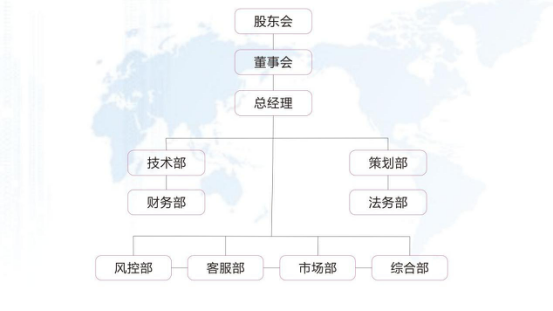 股东会
董事会
总经理
技术部 策划部
财务部 法务部
风控部 客服部 市场部 综合部